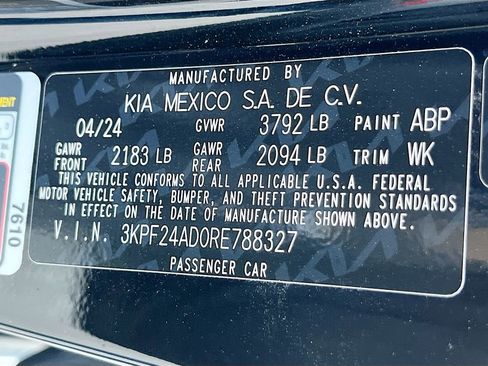 MANUFACTURED BY
KIA MEXICO S.A. DE C.V.
04/24 GVWR 3792 LB PAINT ABP
GAWR FRONT 2183 LB GAWR REAR 2094 LB TRIM WK
THIS VEHICLE CONFORMS TO ALL APPLICABLE U.S.A. FEDERAL
MOTOR VEHICLE SAFETY, BUMPER, AND THEFT PREVENTION STANDARDS
IN EFFECT ON THE DATE OF MANUFACTURE SHOWN ABOVE.
V.I.N. 3KPF24AD0RE788327
PASSENGER CAR
7610